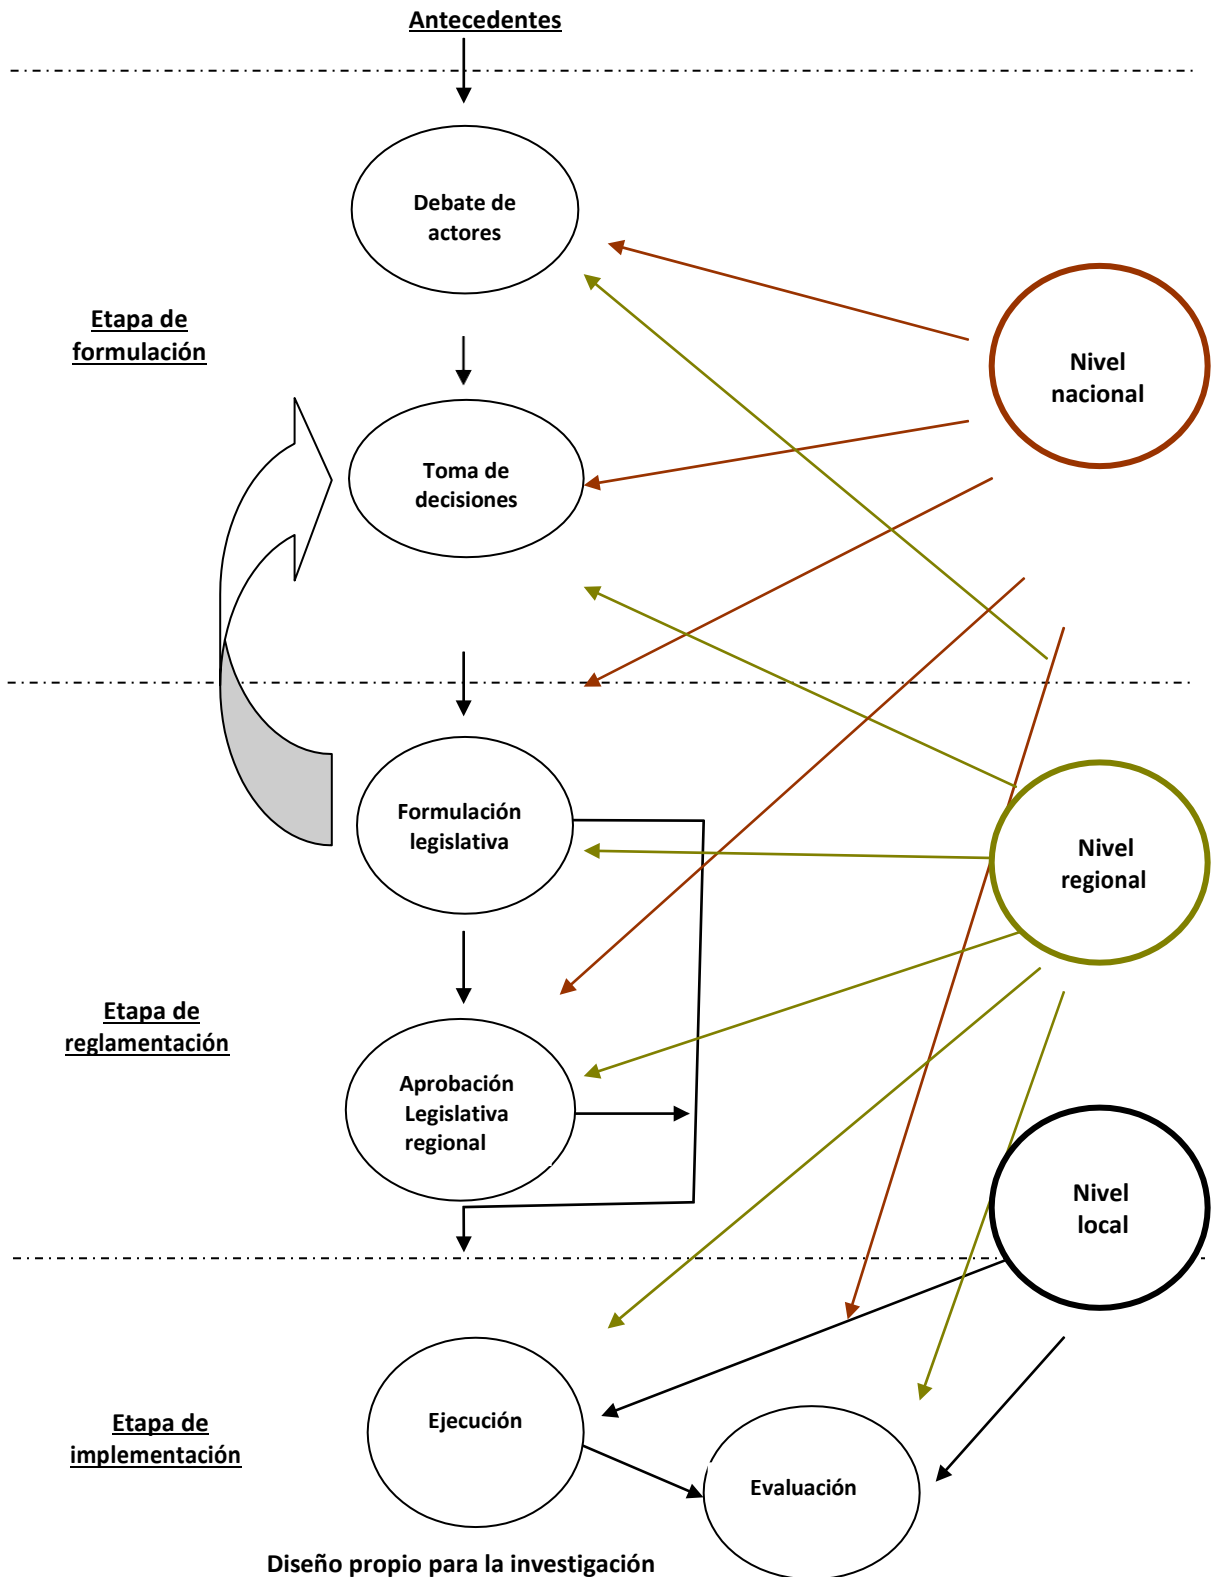 Antecedentes
Debate de
actores
Etapa de
formulación
Nivel
nacional
Toma de
decisiones
Formulación
legislativa
Nivel
regional
Etapa de
reglamentación
Aprobación
Legislativa
regional
Nivel
local
Etapa de
implementación
Ejecución
Evaluación
Diseño propio para la investigación